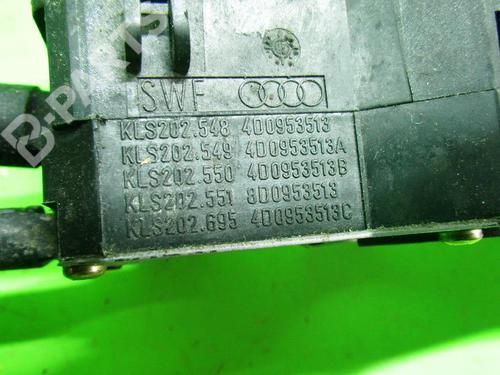 B-PARTS
SWF
KLS202.548 4D0953513
KLS202.549 4D0953513A
KLS202.550 4D0953513B
KLS202.551 8D0953513
KLS202.695 4D0953513C